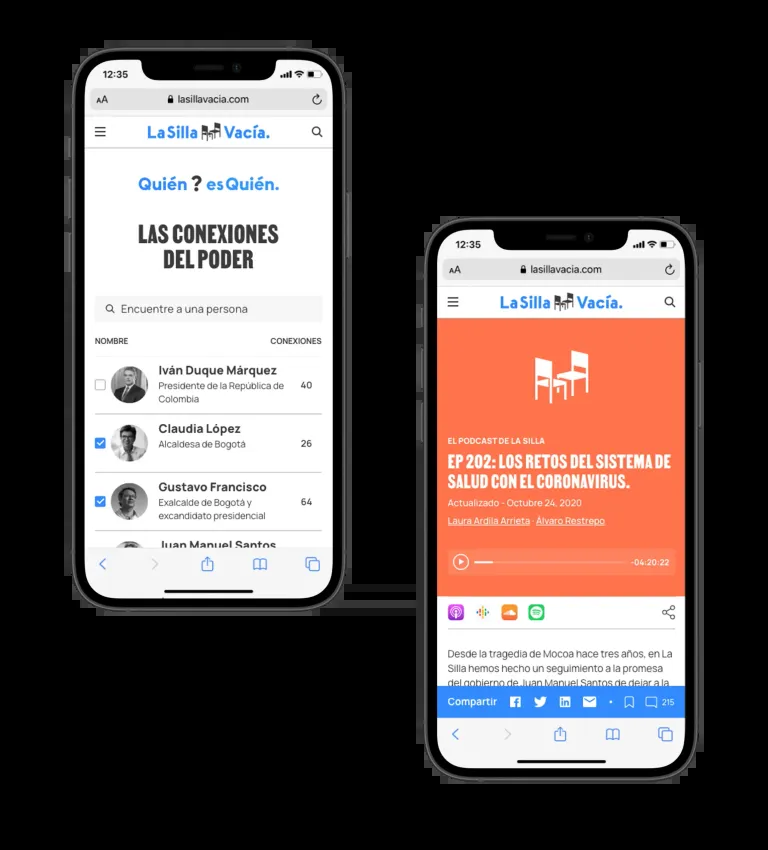 12:35
AA lasillavacia.com
La Silla Vacía.
Quién ? es Quién.
LAS CONEXIONES
DEL PODER
Encuentre a una persona
NOMBRE CONEXIONES
Iván Duque Márquez
Presidente de la República de
Colombia
40
Claudia López
Alcaldesa de Bogotá
26
Gustavo Francisco
Exalcalde de Bogotá y
excandidato presidencial
64
Juan Manuel Santos
12:35
AA lasillavacia.com
La Silla Vacía.
EL PODCAST DE LA SILLA
EP 202: LOS RETOS DEL SISTEMA DE
SALUD CON EL CORONAVIRUS.
Actualizado - Octubre 24, 2020
Laura Ardila Arrieta · Álvaro Restrepo
-04:20:22
Desde la tragedia de Mocoa hace tres años, en La
Silla hemos hecho un seguimiento a la promesa
del gobierno de Juan Manuel Santos de dejar a la
Compartir 215